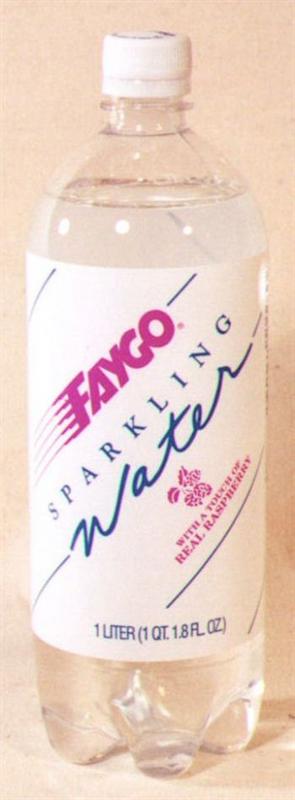 FAYGO®
SPARKLING
Water
WITH A TOUCH OF
REAL RASPBERRY
1 LITER (1 QT. 1.8 FL. OZ.)